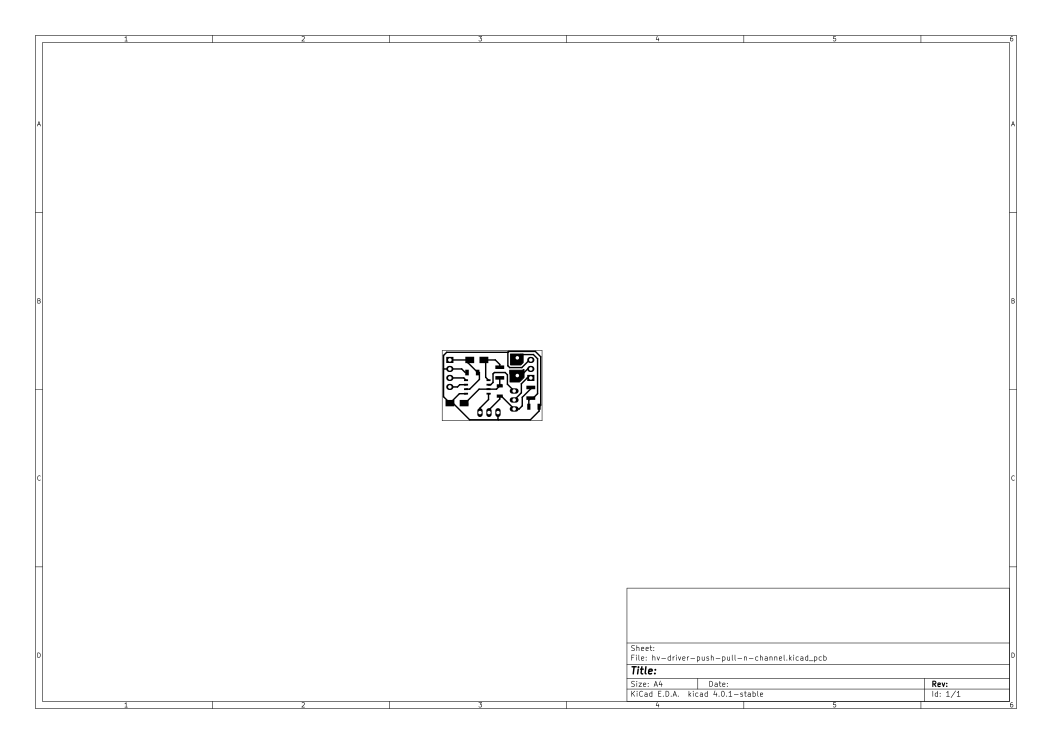 1 2 3 4 5 6
A A
B B
C C
Sheet:
D File: hv-driver-push-pull-n-channel.kicad_pcb D
Title:
Size: A4 Date: Rev:
KiCad E.D.A. kicad 4.0.1-stable Id: 1/1
1 2 3 4 5 6